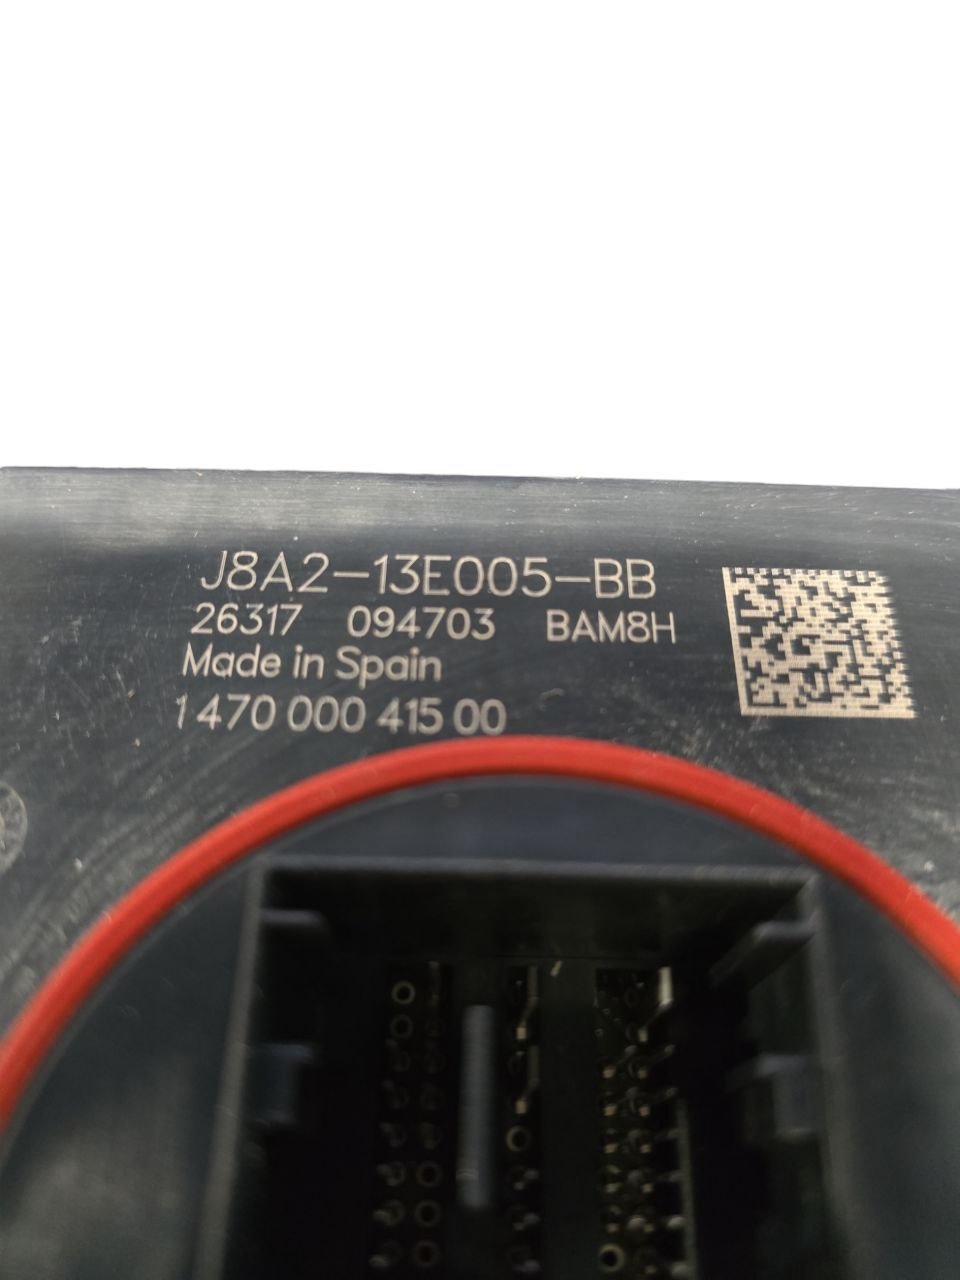 J8A2-13E005-BB
26317 094703 BAM8H
Made in Spain
1 470 000 415 00